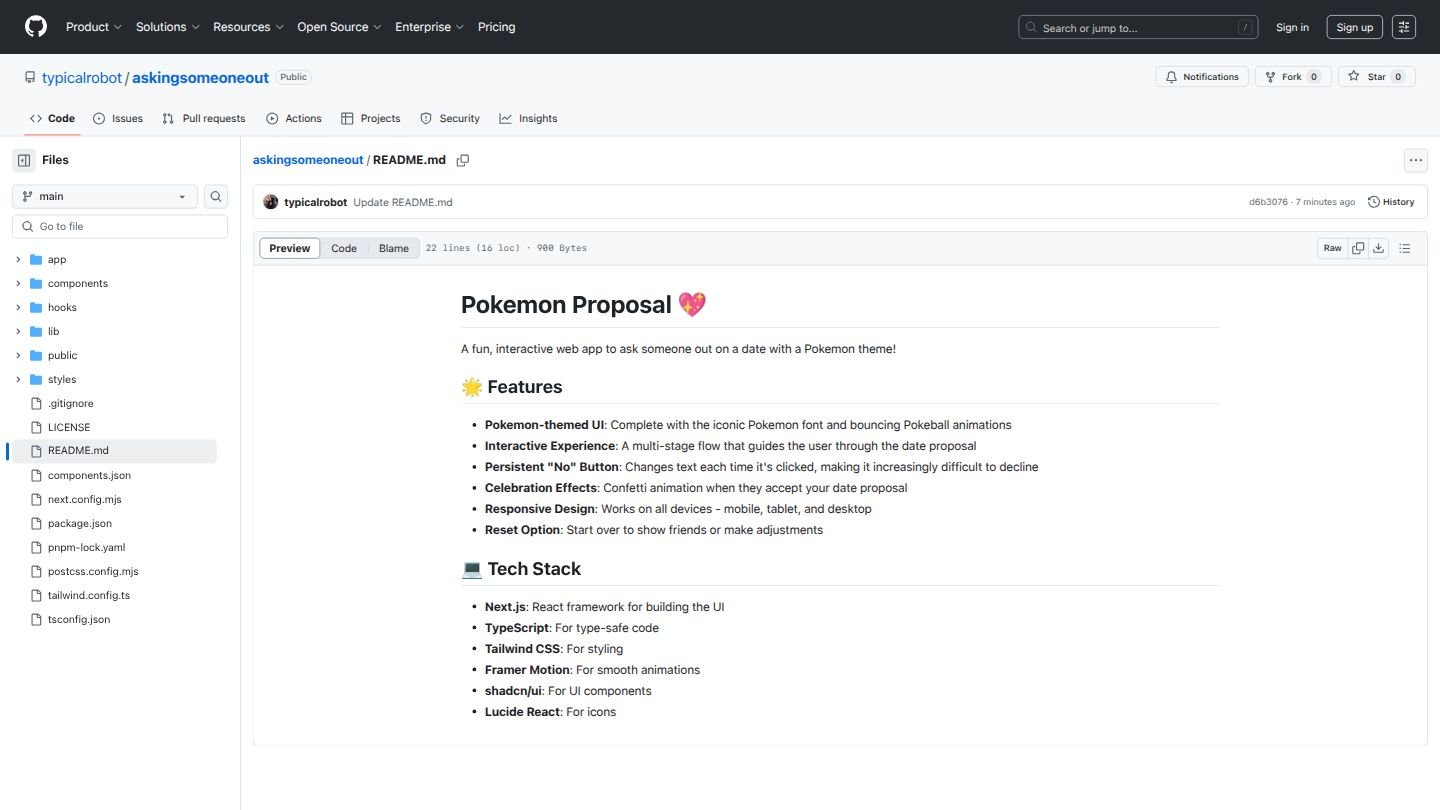 Product Solutions Resources Open Source Enterprise Pricing Search or jump to... / Sign in Sign up
typicalrobot / askingsomeoneout Public Notifications Fork 0 Star 0
Code Issues Pull requests Actions Projects Security Insights
Files
main
Go to file
app
components
hooks
lib
public
styles
.gitignore
LICENSE
README.md
components.json
next.config.mjs
package.json
pnpm-lock.yaml
postcss.config.mjs
tailwind.config.ts
tsconfig.json
askingsomeoneout / README.md
typicalrobot Update README.md d6b3076 · 7 minutes ago History
Preview Code Blame 22 lines (16 loc) · 900 Bytes Raw
Pokemon Proposal 💖
A fun, interactive web app to ask someone out on a date with a Pokemon theme!
🌟 Features
• Pokemon-themed UI: Complete with the iconic Pokemon font and bouncing Pokeball animations
• Interactive Experience: A multi-stage flow that guides the user through the date proposal
• Persistent "No" Button: Changes text each time it's clicked, making it increasingly difficult to decline
• Celebration Effects: Confetti animation when they accept your date proposal
• Responsive Design: Works on all devices - mobile, tablet, and desktop
• Reset Option: Start over to show friends or make adjustments
💻 Tech Stack
• Next.js: React framework for building the UI
• TypeScript: For type-safe code
• Tailwind CSS: For styling
• Framer Motion: For smooth animations
• shadcn/ui: For UI components
• Lucide React: For icons